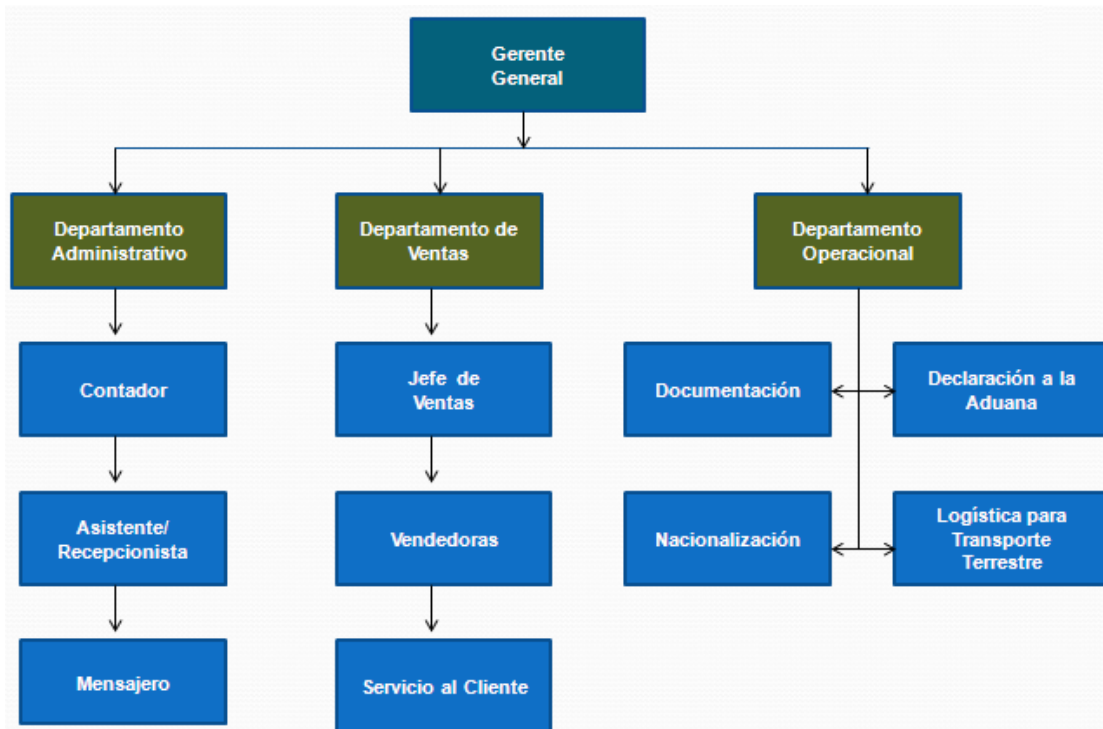 Gerente
General
Departamento
Administrativo
Departamento de
Ventas
Departamento
Operacional
Contador
Jefe de
Ventas
Documentación
Declaración a la
Aduana
Asistente/
Recepcionista
Vendedoras
Nacionalización
Logística para
Transporte
Terrestre
Mensajero
Servicio al Cliente